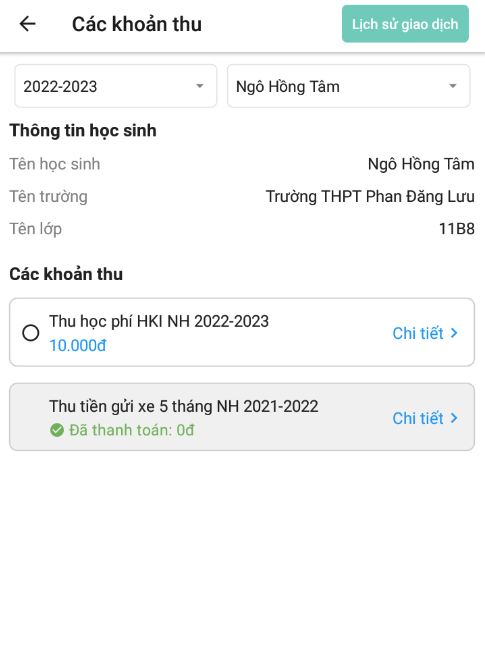 Các khoản thu
Lịch sử giao dịch
2022-2023
Ngô Hồng Tâm
Thông tin học sinh
Tên học sinh Ngô Hồng Tâm
Tên trường Trường THPT Phan Đăng Lưu
Tên lớp 11B8
Các khoản thu
Thu học phí HKI NH 2022-2023
10.000đ
Chi tiết
Thu tiền gửi xe 5 tháng NH 2021-2022
Đã thanh toán: 0đ
Chi tiết